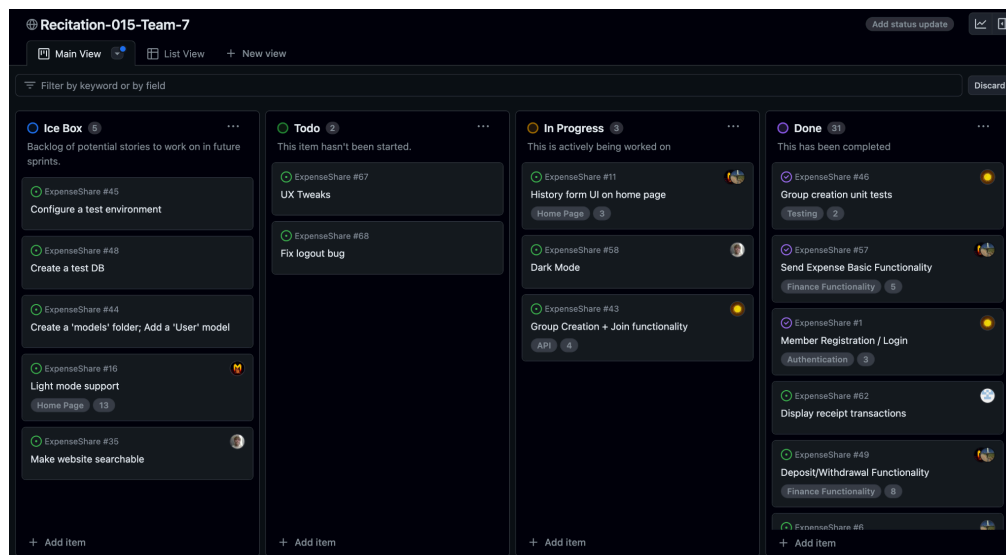 Recitation-015-Team-7
Add status update
Main View
List View
+ New view
Filter by keyword or by field
Discard
Ice Box 5
Backlog of potential stories to work on in future
sprints.
ExpenseShare #45
Configure a test environment
ExpenseShare #48
Create a test DB
ExpenseShare #44
Create a 'models' folder; Add a 'User' model
ExpenseShare #16
Light mode support
Home Page 13
ExpenseShare #35
Make website searchable
+ Add item
Todo 2
This item hasn't been started.
ExpenseShare #67
UX Tweaks
ExpenseShare #68
Fix logout bug
+ Add item
In Progress 3
This is actively being worked on
ExpenseShare #11
History form UI on home page
Home Page 3
ExpenseShare #58
Dark Mode
ExpenseShare #43
Group Creation + Join functionality
API 4
+ Add item
Done 31
This has been completed
ExpenseShare #46
Group creation unit tests
Testing 2
ExpenseShare #57
Send Expense Basic Functionality
Finance Functionality 5
ExpenseShare #1
Member Registration / Login
Authentication 3
ExpenseShare #62
Display receipt transactions
ExpenseShare #49
Deposit/Withdrawal Functionality
Finance Functionality 8
ExpenseShare #6
+ Add item